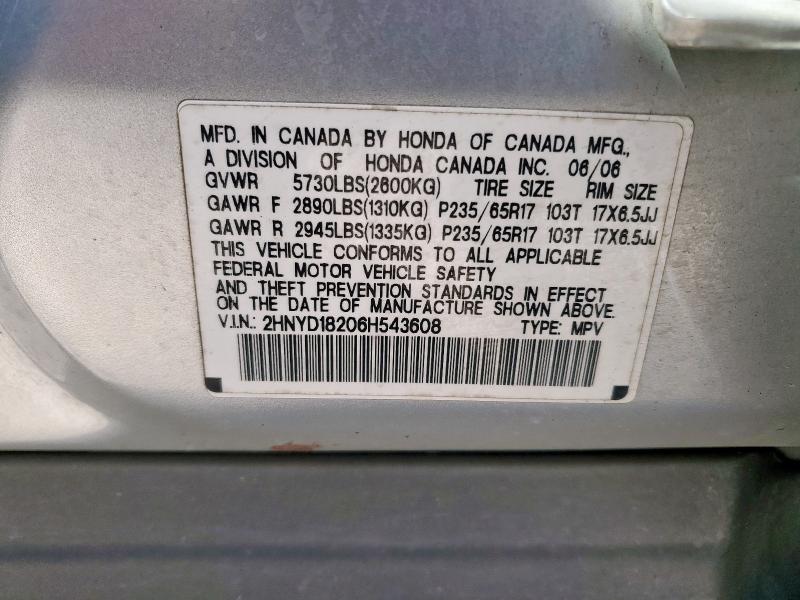 MFD. IN CANADA BY HONDA OF CANADA MFG.,
A DIVISION OF HONDA CANADA INC. 06/06
GVWR 5730LBS(2600KG) TIRE SIZE RIM SIZE
GAWR F 2890LBS(1310KG) P235/65R17 103T 17X6.5JJ
GAWR R 2945LBS(1335KG) P235/65R17 103T 17X6.5JJ
THIS VEHICLE CONFORMS TO ALL APPLICABLE
FEDERAL MOTOR VEHICLE SAFETY
AND THEFT PREVENTION STANDARDS IN EFFECT
ON THE DATE OF MANUFACTURE SHOWN ABOVE.
V.I.N.: 2HNYD18206H543608 TYPE: MPV